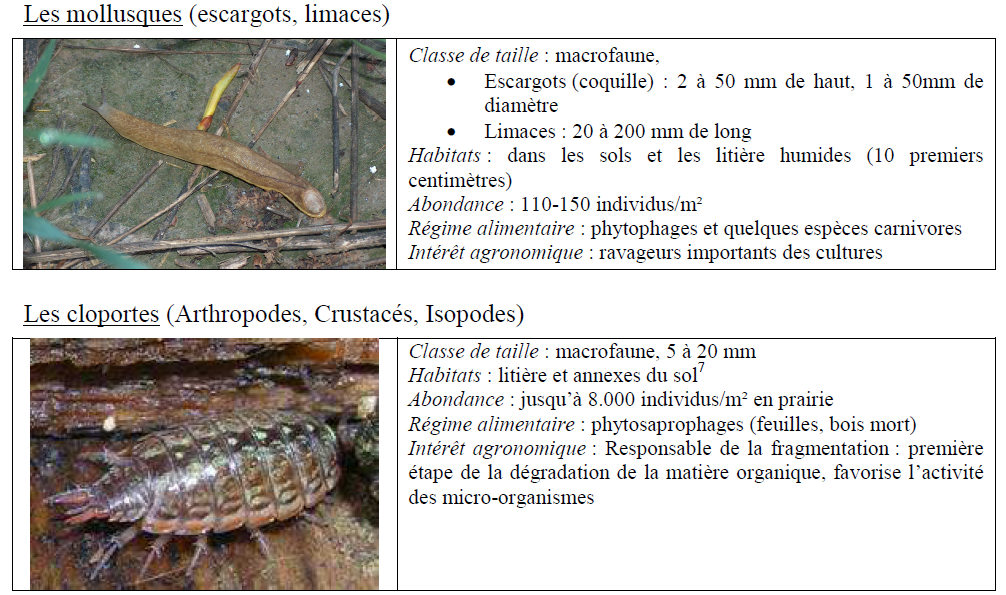 Les mollusques (escargots, limaces)
Classe de taille : macrofaune,
• Escargots (coquille) : 2 à 50 mm de haut, 1 à 50mm de
diamètre
• Limaces : 20 à 200 mm de long
Habitats : dans les sols et les litière humides (10 premiers
centimètres)
Abondance : 110-150 individus/m²
Régime alimentaire : phytophages et quelques espèces carnivores
Intérêt agronomique : ravageurs importants des cultures
Les cloportes (Arthropodes, Crustacés, Isopodes)
Classe de taille : macrofaune, 5 à 20 mm
Habitats : litière et annexes du sol7
Abondance : jusqu’à 8.000 individus/m² en prairie
Régime alimentaire : phytosaprophages (feuilles, bois mort)
Intérêt agronomique : Responsable de la fragmentation : première
étape de la dégradation de la matière organique, favorise l’activité
des micro-organismes